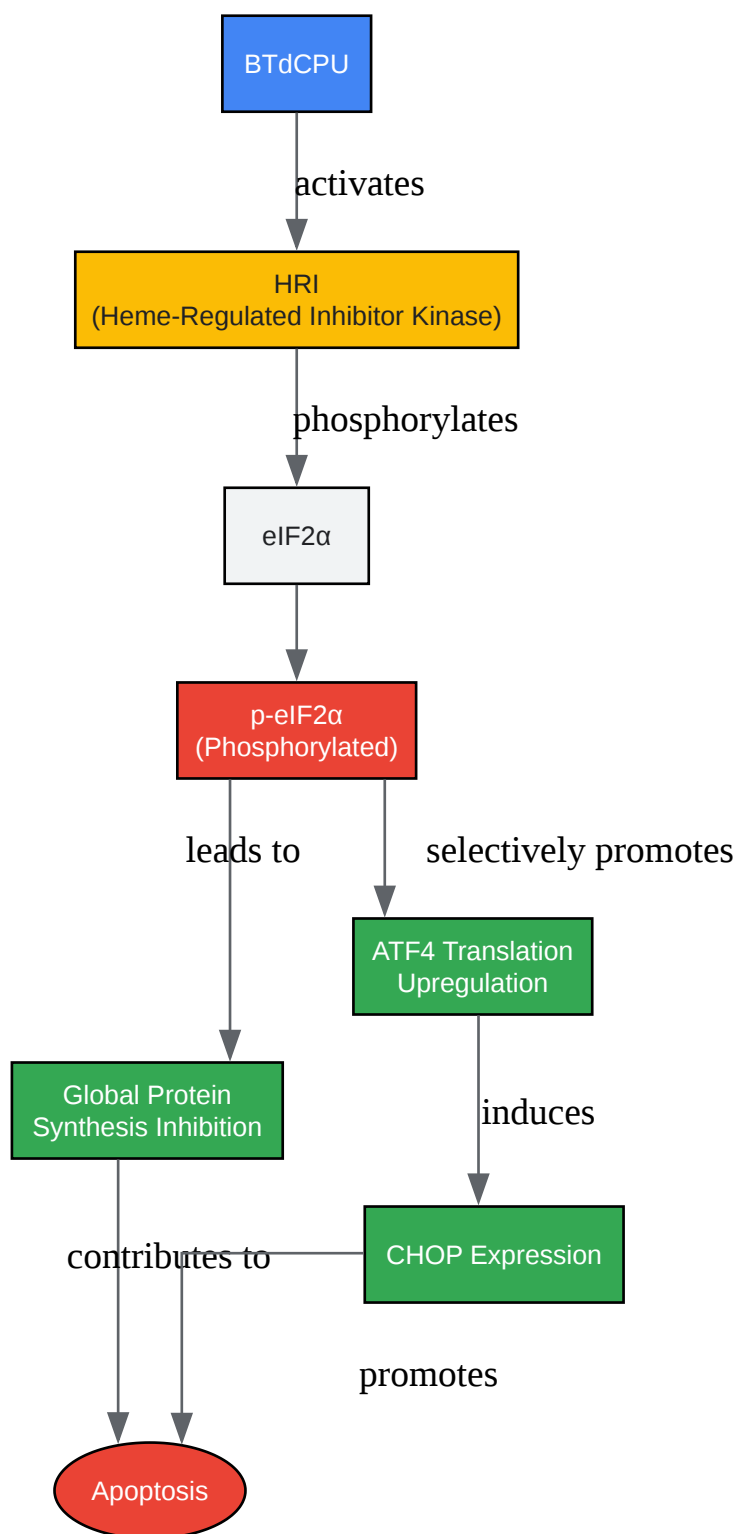 BTdCPU
activates
HRI
(Heme-Regulated Inhibitor Kinase)
phosphorylates
eIF2α
p-eIF2α
(Phosphorylated)
leads to
selectively promotes
ATF4 Translation
Upregulation
Global Protein
Synthesis Inhibition
induces
contributes to
CHOP Expression
promotes
Apoptosis